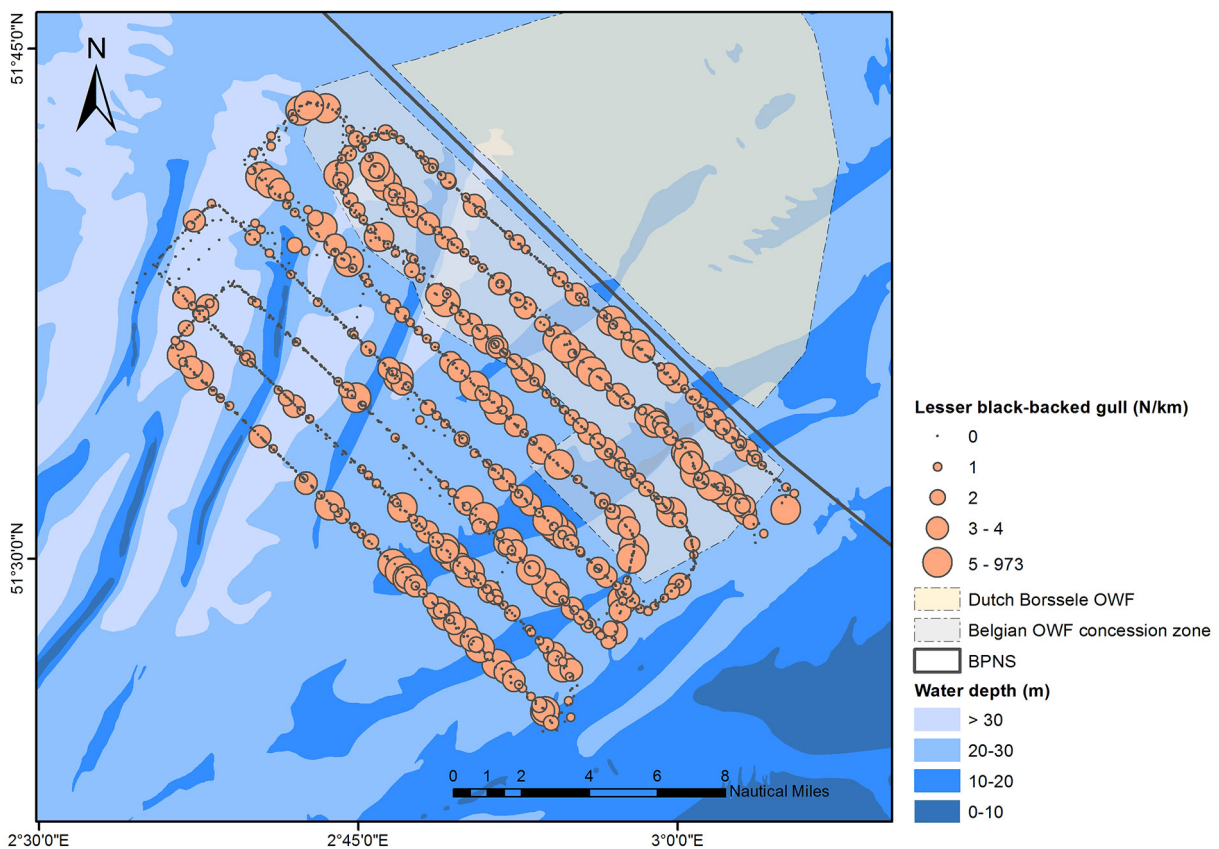 51°45'0"N
N
51°30'0"N
0 1 2 4 6 8
Nautical Miles
2°30'0"E 2°45'0"E 3°0'0"E
Lesser black-backed gull (N/km)
0
1
2
3 - 4
5 - 973
Dutch Borssele OWF
Belgian OWF concession zone
BPNS
Water depth (m)
> 30
20-30
10-20
0-10